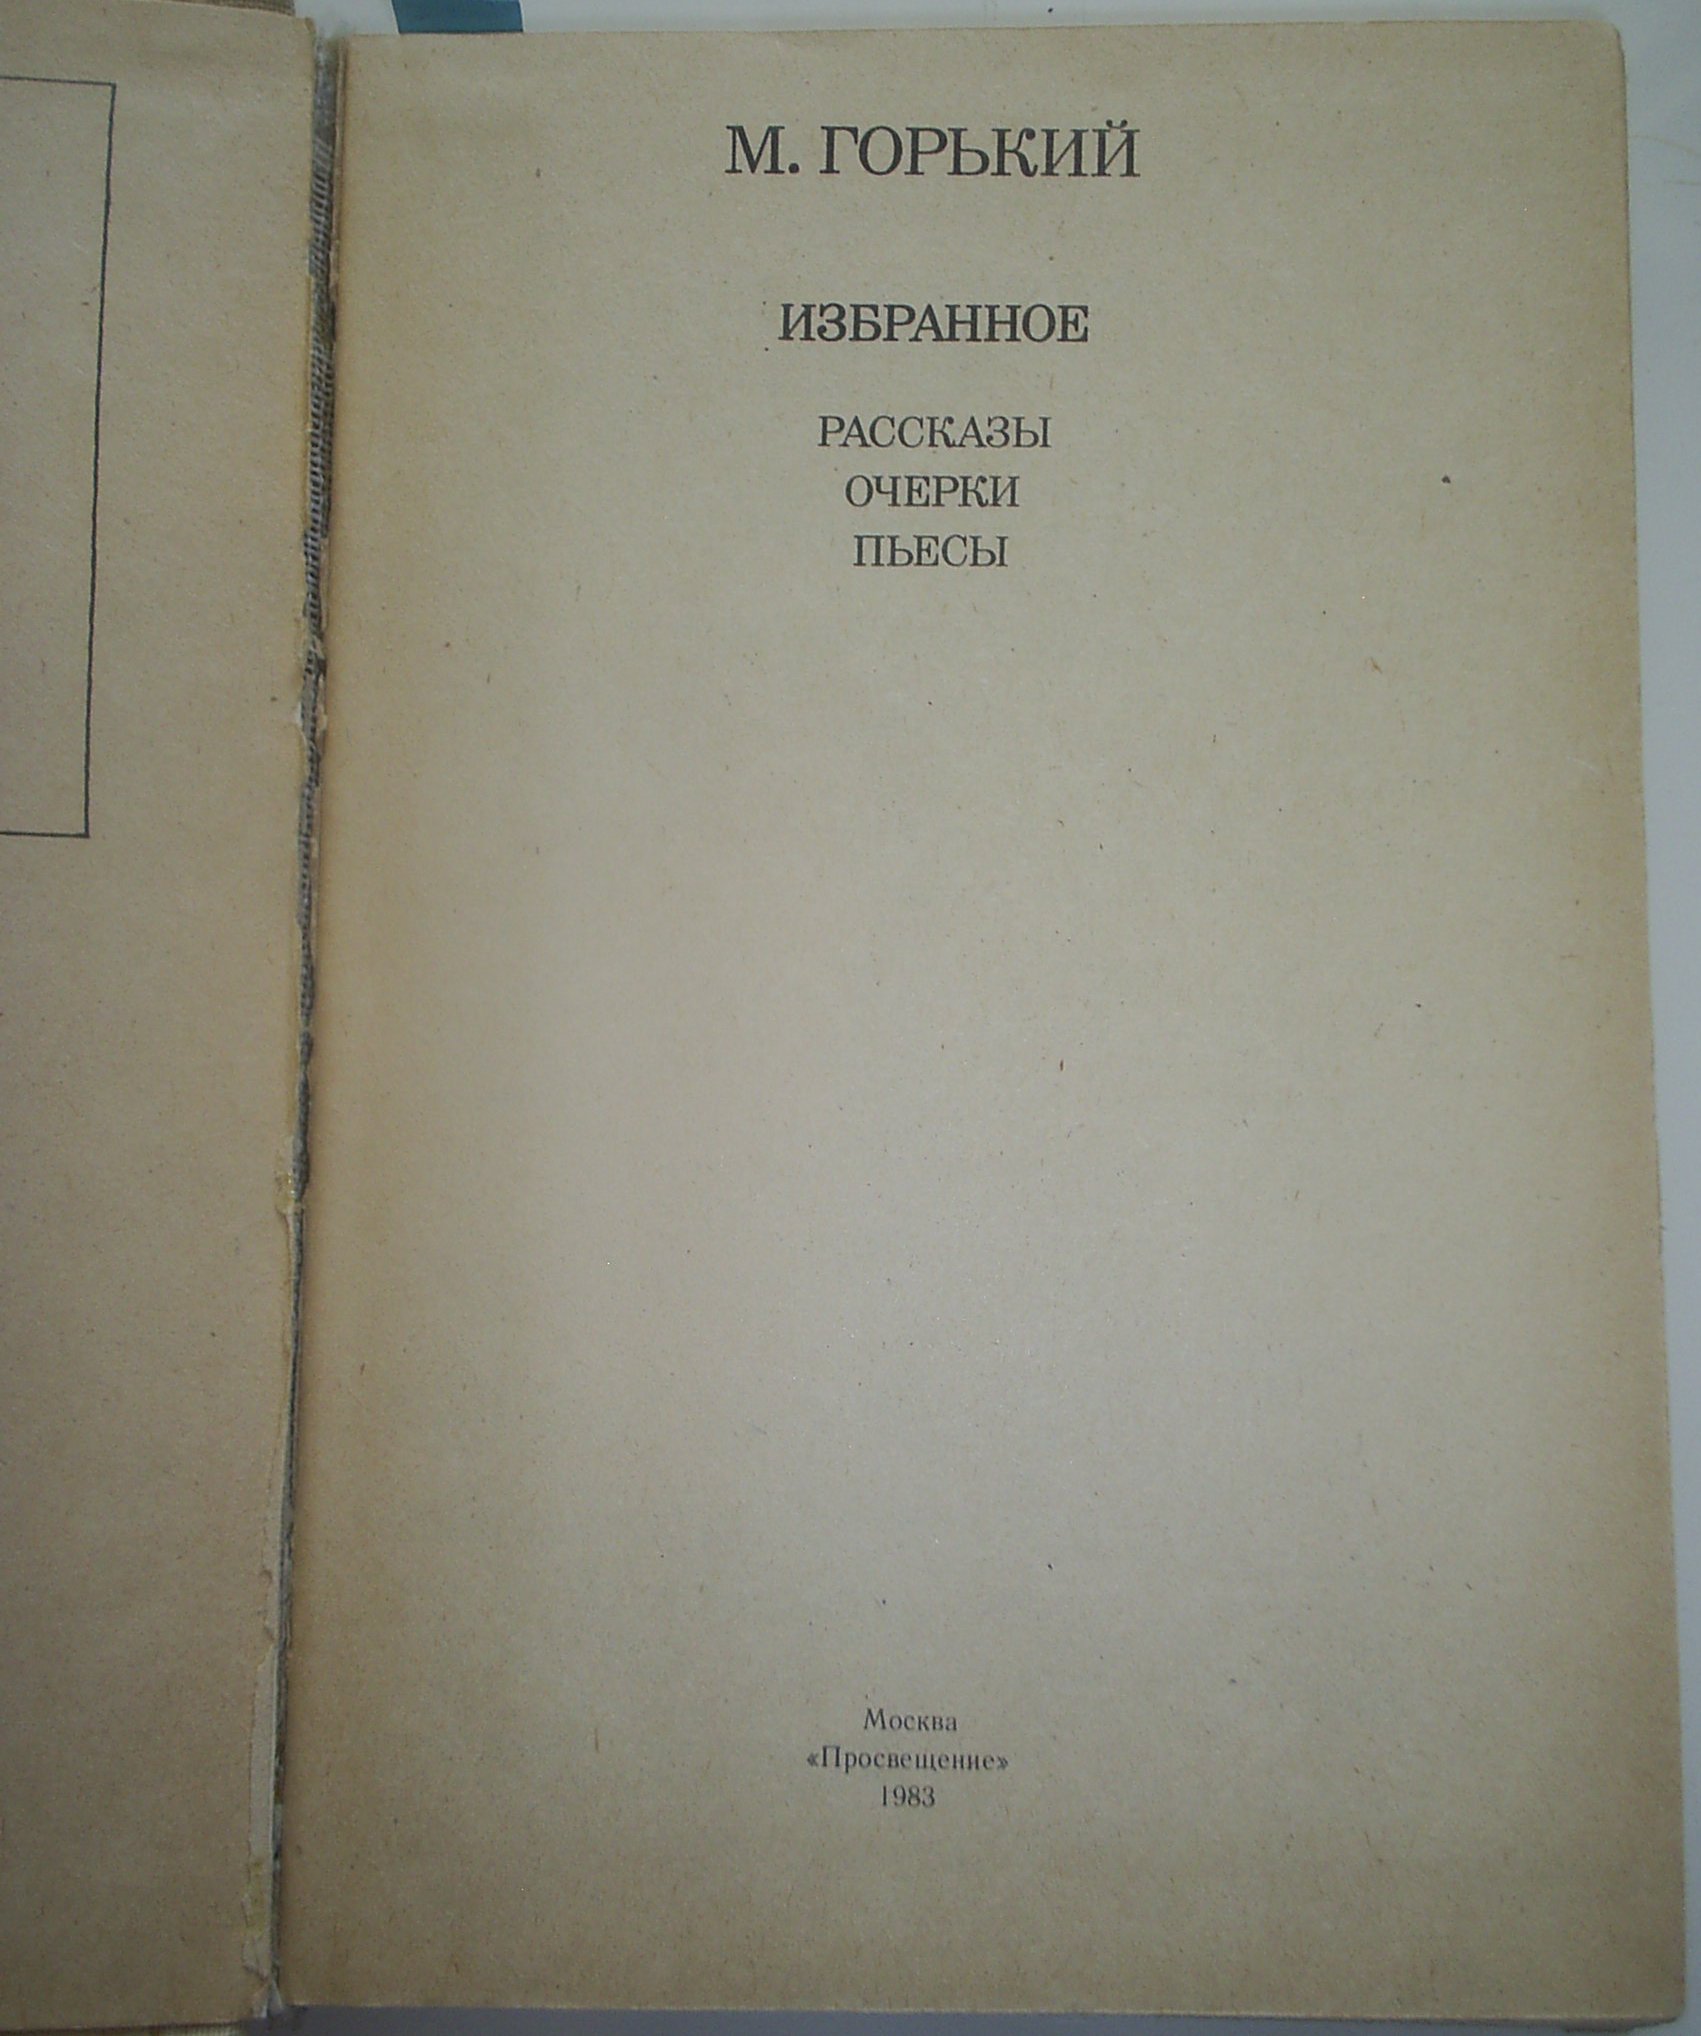 М. ГОРЬКИЙ
ИЗБРАННОЕ
РАССКАЗЫ
ОЧЕРКИ
ПЬЕСЫ
Москва
«Просвещение»
1983